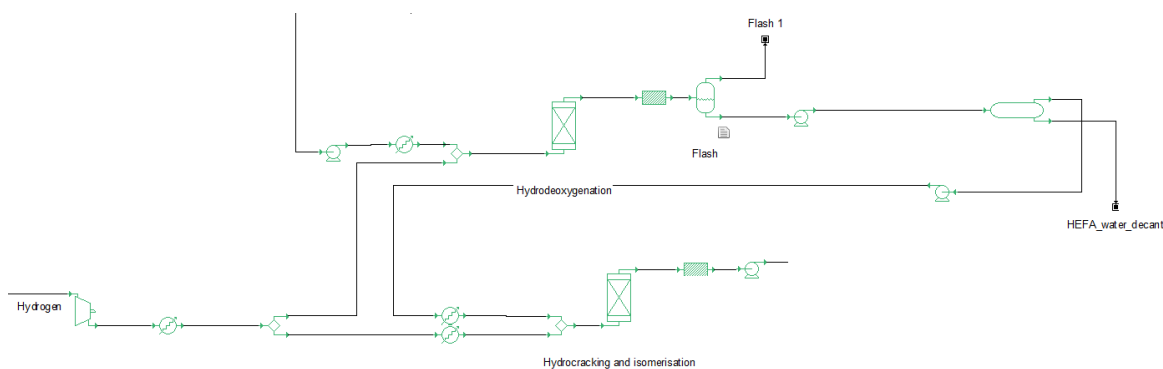 Flash 1
Flash
Hydrodeoxygenation
HEFA_water_decant
Hydrogen
Hydrocracking and isomerisation